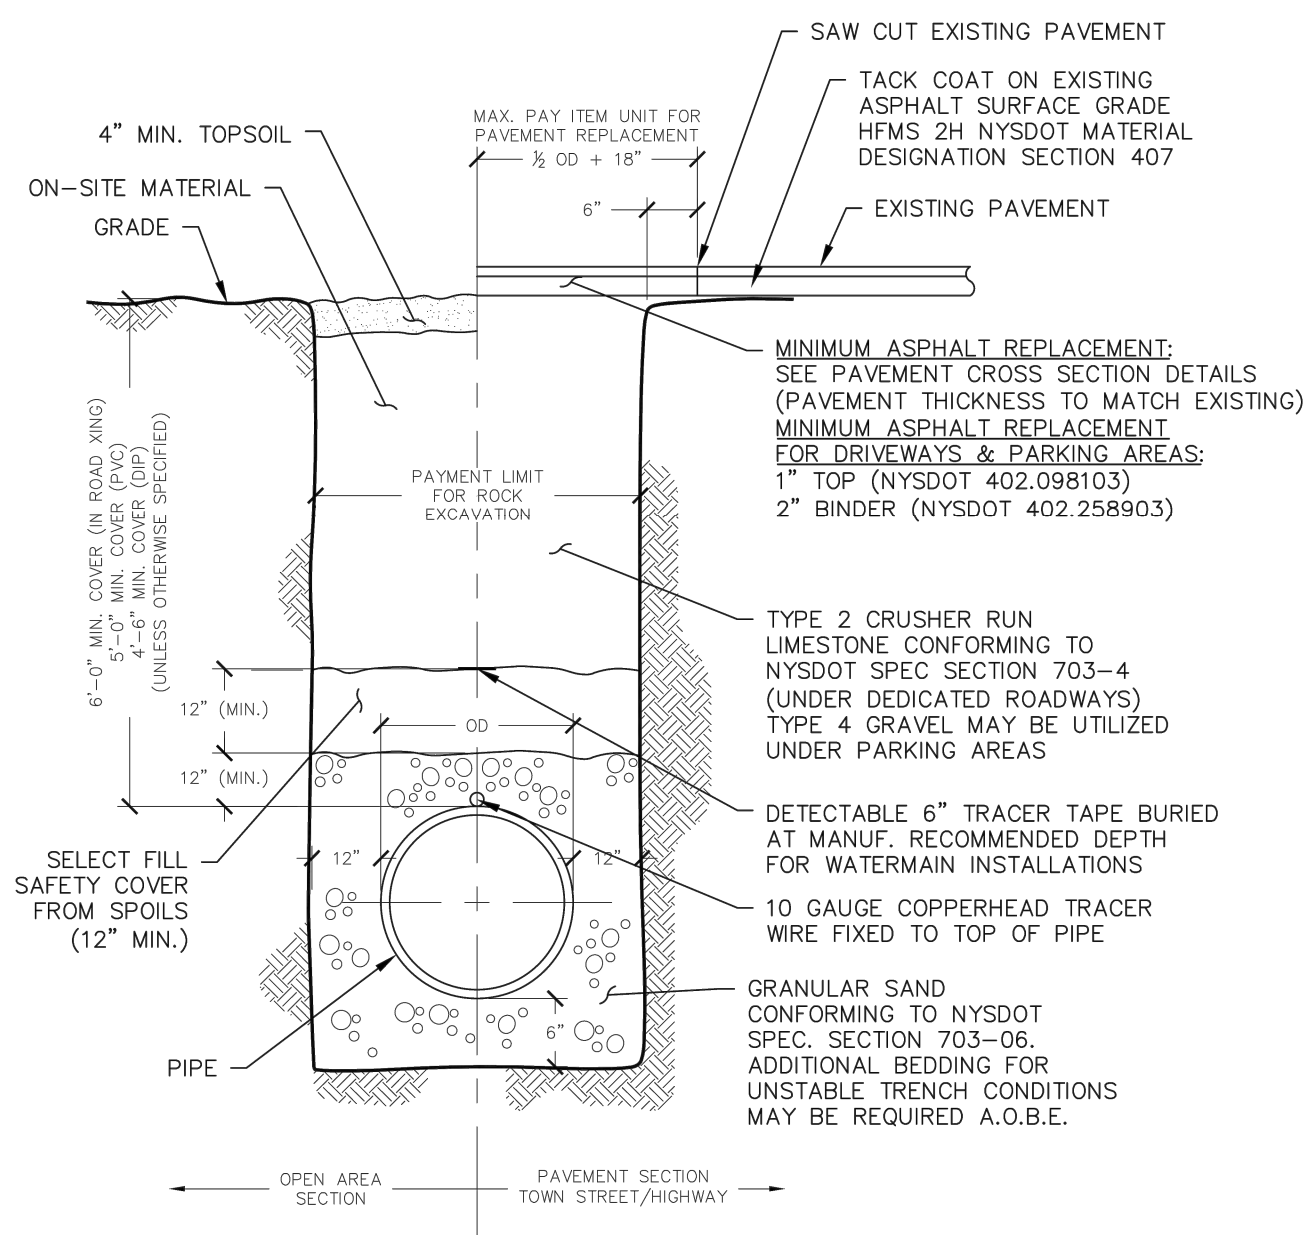 SAW CUT EXISTING PAVEMENT
TACK COAT ON EXISTING
ASPHALT SURFACE GRADE
HFMS 2H NYSDOT MATERIAL
DESIGNATION SECTION 407
MAX. PAY ITEM UNIT FOR
PAVEMENT REPLACEMENT
½ OD + 18"
6"
EXISTING PAVEMENT
4" MIN. TOPSOIL
ON-SITE MATERIAL
GRADE
MINIMUM ASPHALT REPLACEMENT:
SEE PAVEMENT CROSS SECTION DETAILS
(PAVEMENT THICKNESS TO MATCH EXISTING)
MINIMUM ASPHALT REPLACEMENT
FOR DRIVEWAYS & PARKING AREAS:
1" TOP (NYSDOT 402.098103)
2" BINDER (NYSDOT 402.258903)
PAYMENT LIMIT
FOR ROCK
EXCAVATION
6'-0" MIN. COVER (IN ROAD XING)
5'-0" MIN. COVER (PVC)
4'-6" MIN. COVER (DIP)
(UNLESS OTHERWISE SPECIFIED)
TYPE 2 CRUSHER RUN
LIMESTONE CONFORMING TO
NYSDOT SPEC SECTION 703-4
(UNDER DEDICATED ROADWAYS)
TYPE 4 GRAVEL MAY BE UTILIZED
UNDER PARKING AREAS
12" (MIN.)
OD
12" (MIN.)
DETECTABLE 6" TRACER TAPE BURIED
AT MANUF. RECOMMENDED DEPTH
FOR WATERMAIN INSTALLATIONS
12"
12"
SELECT FILL
SAFETY COVER
FROM SPOILS
(12" MIN.)
10 GAUGE COPPERHEAD TRACER
WIRE FIXED TO TOP OF PIPE
GRANULAR SAND
CONFORMING TO NYSDOT
SPEC. SECTION 703-06.
ADDITIONAL BEDDING FOR
UNSTABLE TRENCH CONDITIONS
MAY BE REQUIRED A.O.B.E.
6"
PIPE
OPEN AREA
SECTION
PAVEMENT SECTION
TOWN STREET/HIGHWAY